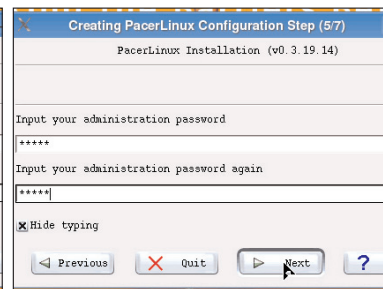 Creating PacerLinux Configuration Step (5/7)
PacerLinux Installation (v0.3.19.14)
Input your administration password
*****
Input your administration password again
*****
Hide typing
Previous Quit Next ?